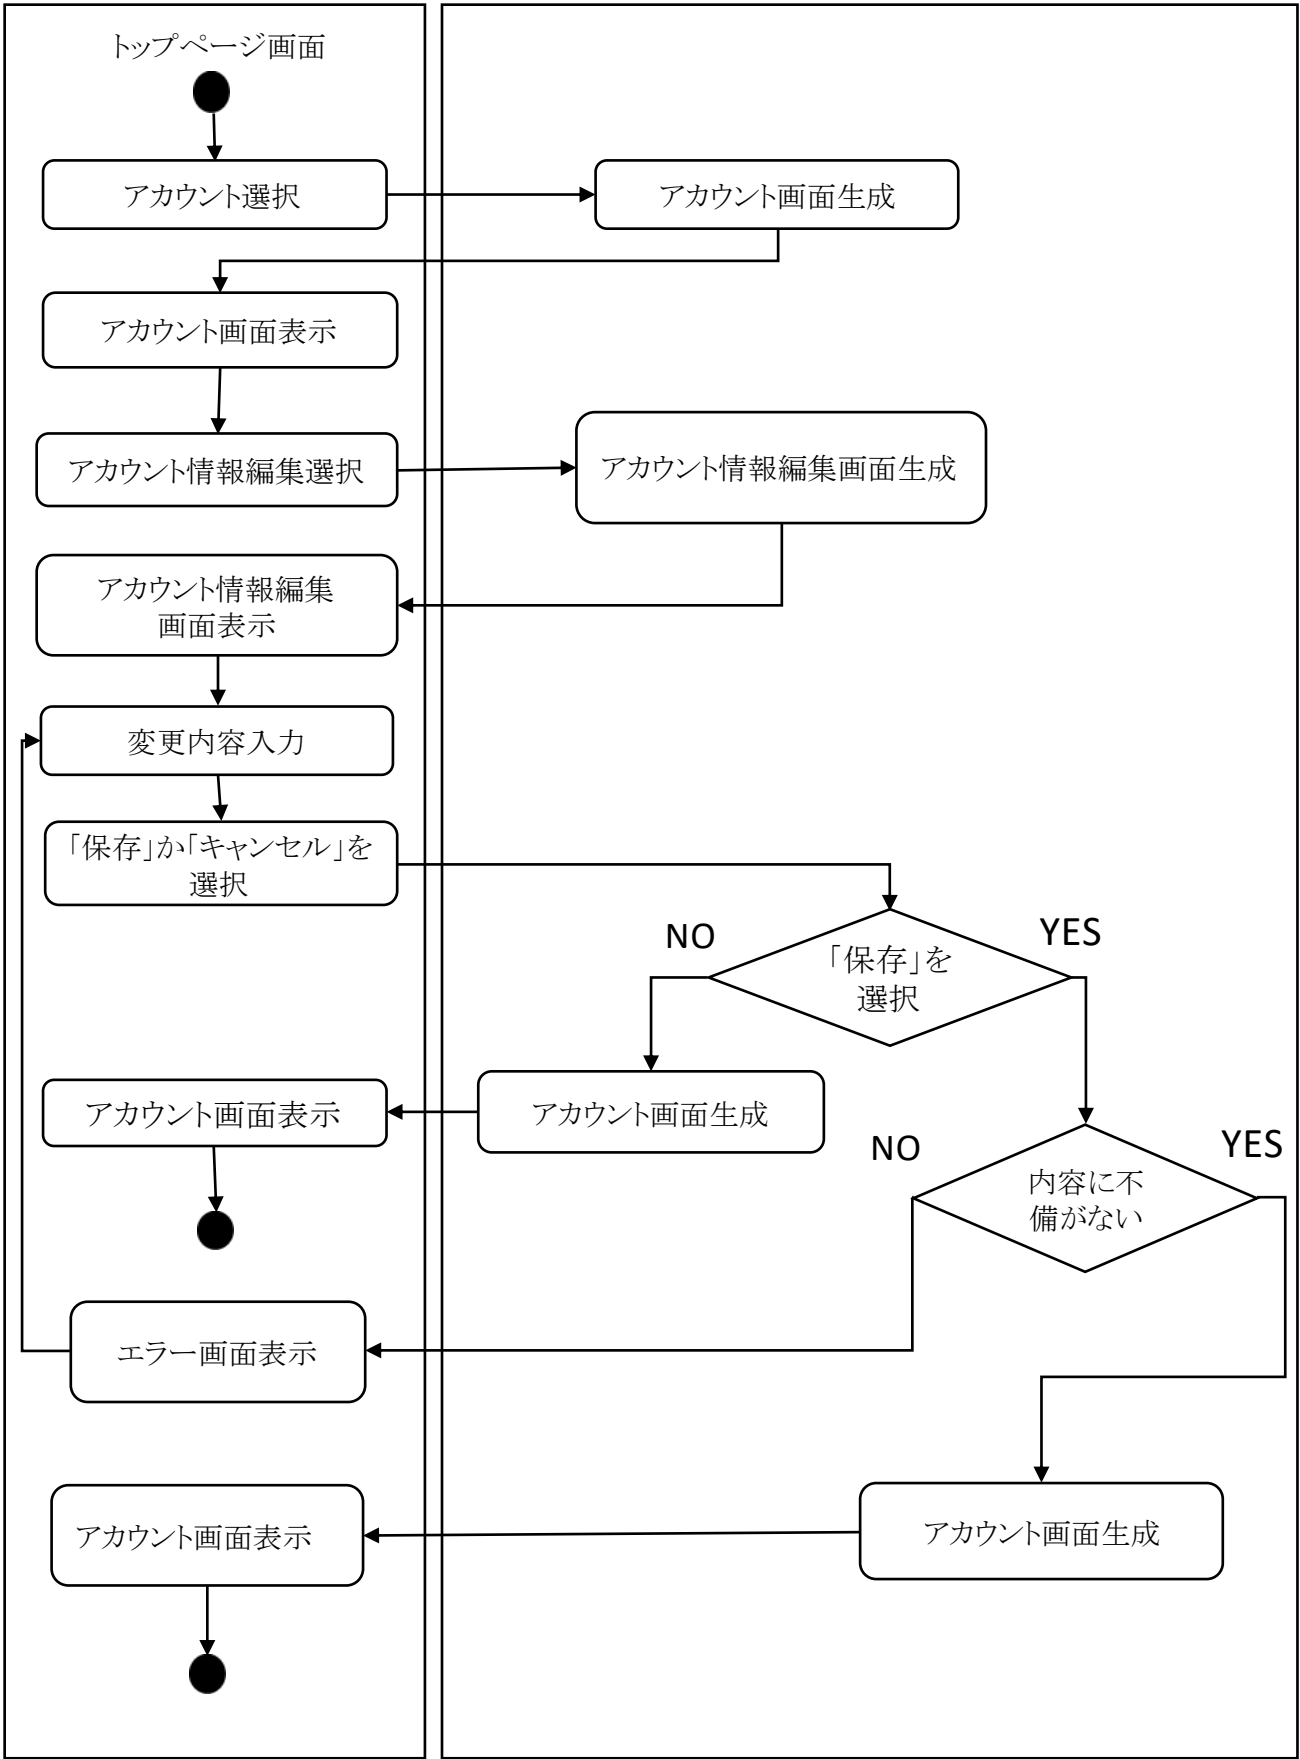 トップページ画面
アカウント選択
アカウント画面生成
アカウント画面表示
アカウント情報編集選択
アカウント情報編集画面生成
アカウント情報編集
画面表示
変更内容入力
「保存」か「キャンセル」を
選択
NO
YES
「保存」を
選択
アカウント画面表示
アカウント画面生成
NO
YES
内容に不
備がない
エラー画面表示
アカウント画面表示
アカウント画面生成